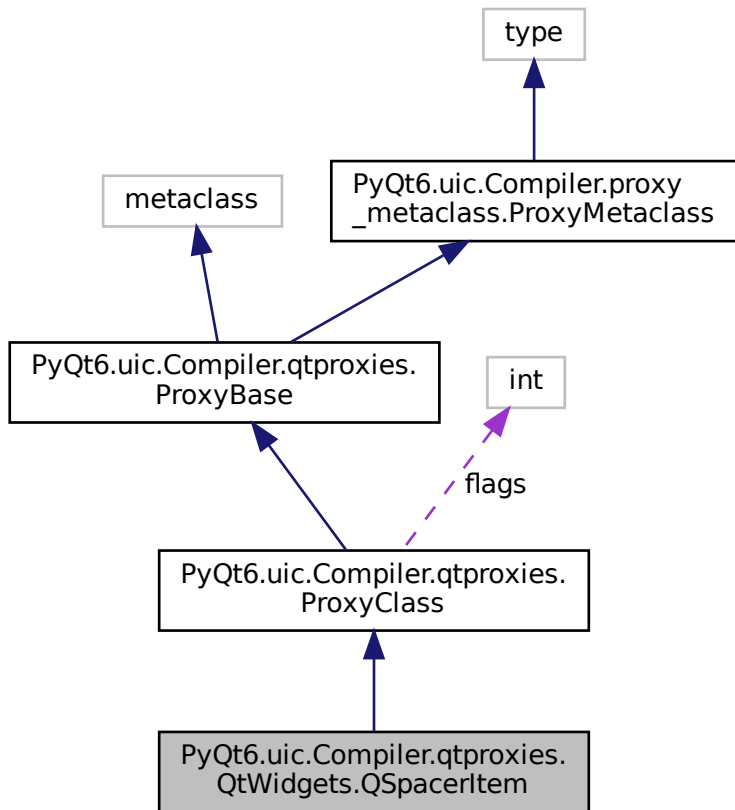 type
PyQt6.uic.Compiler.proxy
_metaclass.ProxyMetaclass
metaclass
PyQt6.uic.Compiler.qtproxies.
ProxyBase
int
flags
PyQt6.uic.Compiler.qtproxies.
ProxyClass
PyQt6.uic.Compiler.qtproxies.
QtWidgets.QSpacerItem